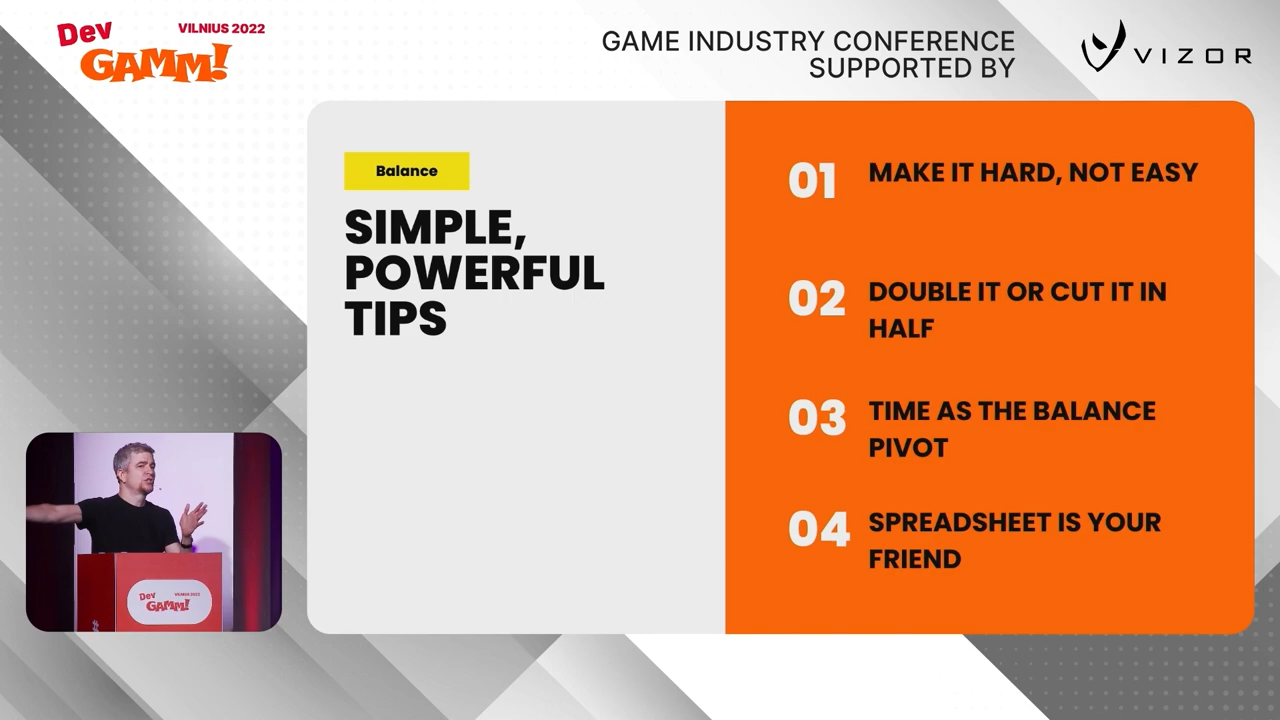 Dev
GAMM!
VILNIUS 2022
GAME INDUSTRY CONFERENCE
SUPPORTED BY
VIZOR
Balance
SIMPLE,
POWERFUL
TIPS
01 MAKE IT HARD, NOT EASY
02 DOUBLE IT OR CUT IT IN
HALF
03 TIME AS THE BALANCE
PIVOT
04 SPREADSHEET IS YOUR
FRIEND
Dev
VILNIUS 2022
GAMM!